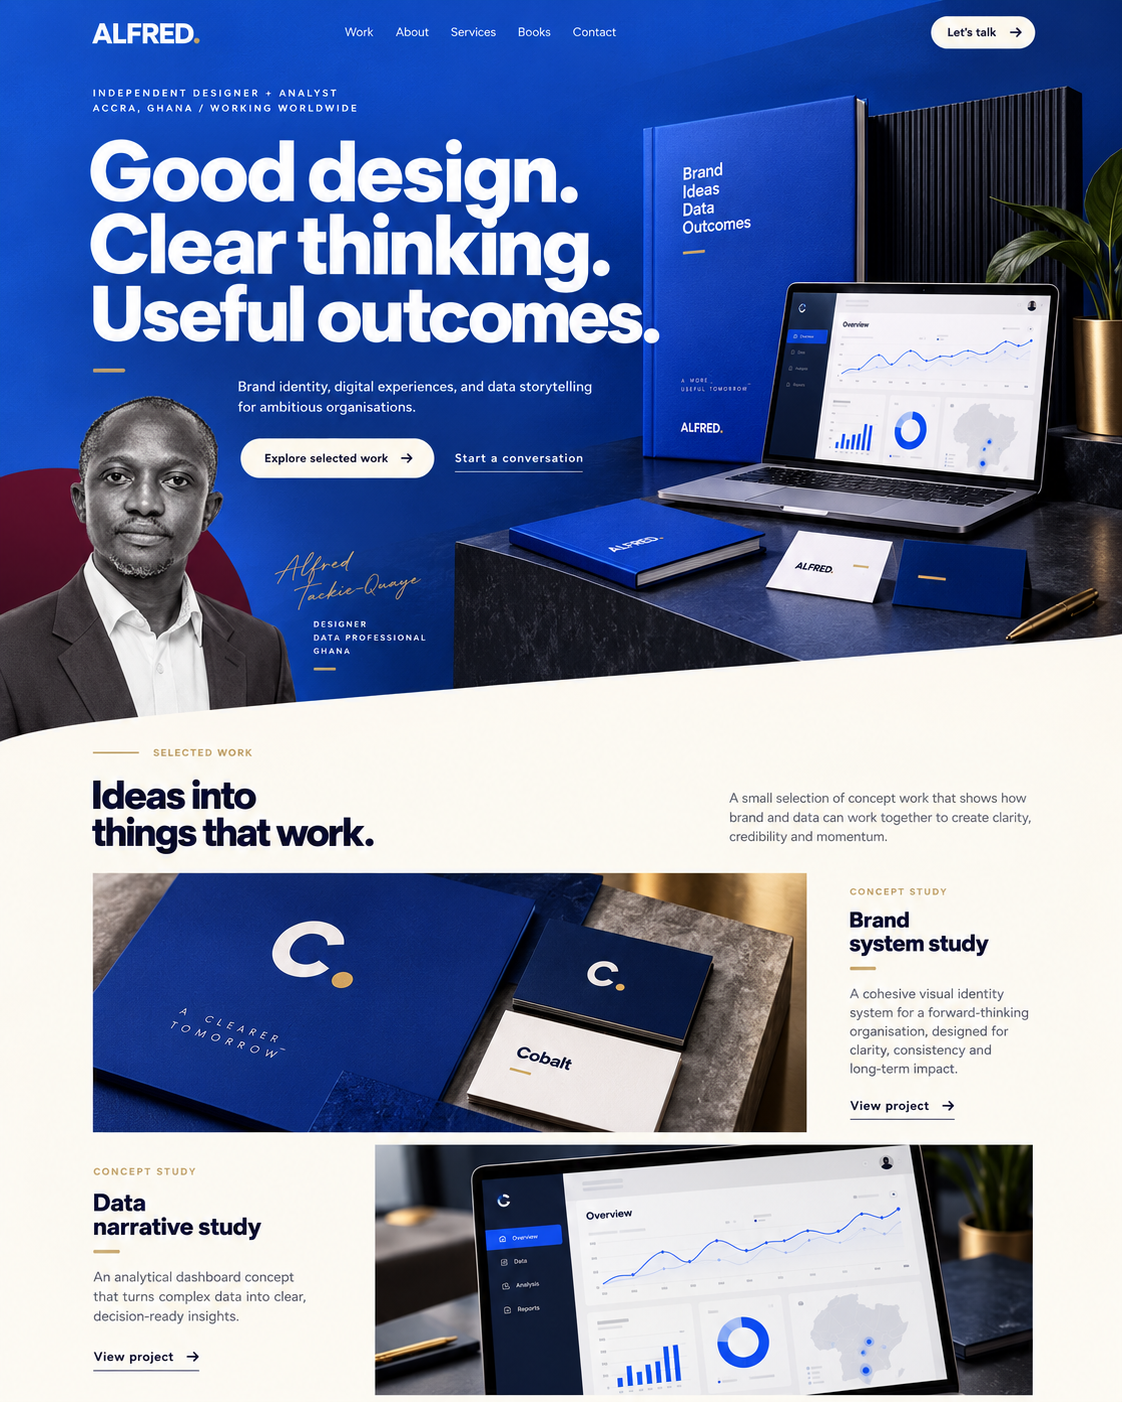 ALFRED.
Work About Services Books Contact
Let's talk
INDEPENDENT DESIGNER + ANALYST
ACCRA, GHANA / WORKING WORLDWIDE
Good design.
Clear thinking.
Useful outcomes.
Brand
Ideas
Data
Outcomes
A MORE
USEFUL TOMORROW
ALFRED.
Overview
Overview
Data
Reports
Brand identity, digital experiences, and data storytelling
for ambitious organisations.
Explore selected work
Start a conversation
Alfred
Tackie-Quaye
DESIGNER
DATA PROFESSIONAL
GHANA
ALFRED.
ALFRED.
SELECTED WORK
Ideas into
things that work.
A small selection of concept work that shows how
brand and data can work together to create clarity,
credibility and momentum.
C.
A CLEARER
TOMORROW
C.
Cobalt
CONCEPT STUDY
Brand
system study
A cohesive visual identity
system for a forward-thinking
organisation, designed for
clarity, consistency and
long-term impact.
View project
CONCEPT STUDY
Data
narrative study
An analytical dashboard concept
that turns complex data into clear,
decision-ready insights.
View project
C
Overview
Data
Analysis
Reports
Overview